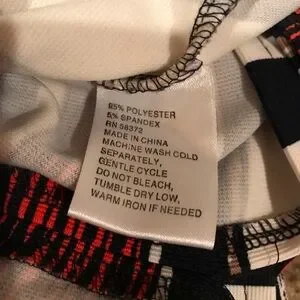 95% POLYESTER
5% SPANDEX
RN 58372
MADE IN CHINA
MACHINE WASH COLD
SEPARATELY,
GENTLE CYCLE
DO NOT BLEACH,
TUMBLE DRY LOW,
WARM IRON IF NEEDED